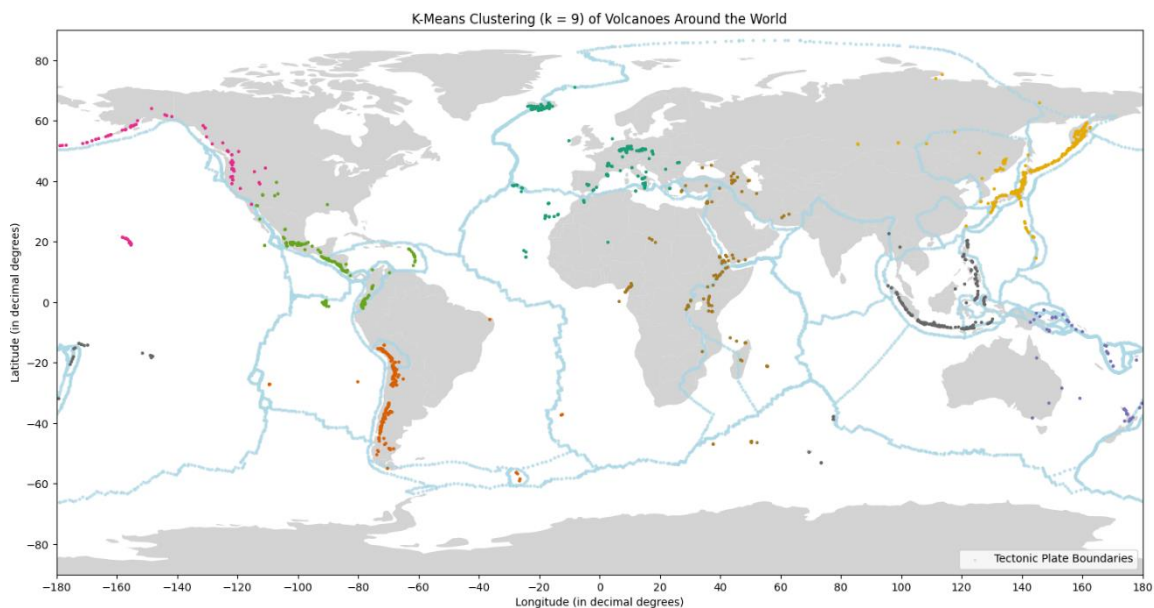 K-Means Clustering (k = 9) of Volcanoes Around the World
Latitude (in decimal degrees)
80
60
40
20
0
−20
−40
−60
−80
Tectonic Plate Boundaries
−180 −160 −140 −120 −100 −80 −60 −40 −20 0 20 40 60 80 100 120 140 160 180
Longitude (in decimal degrees)